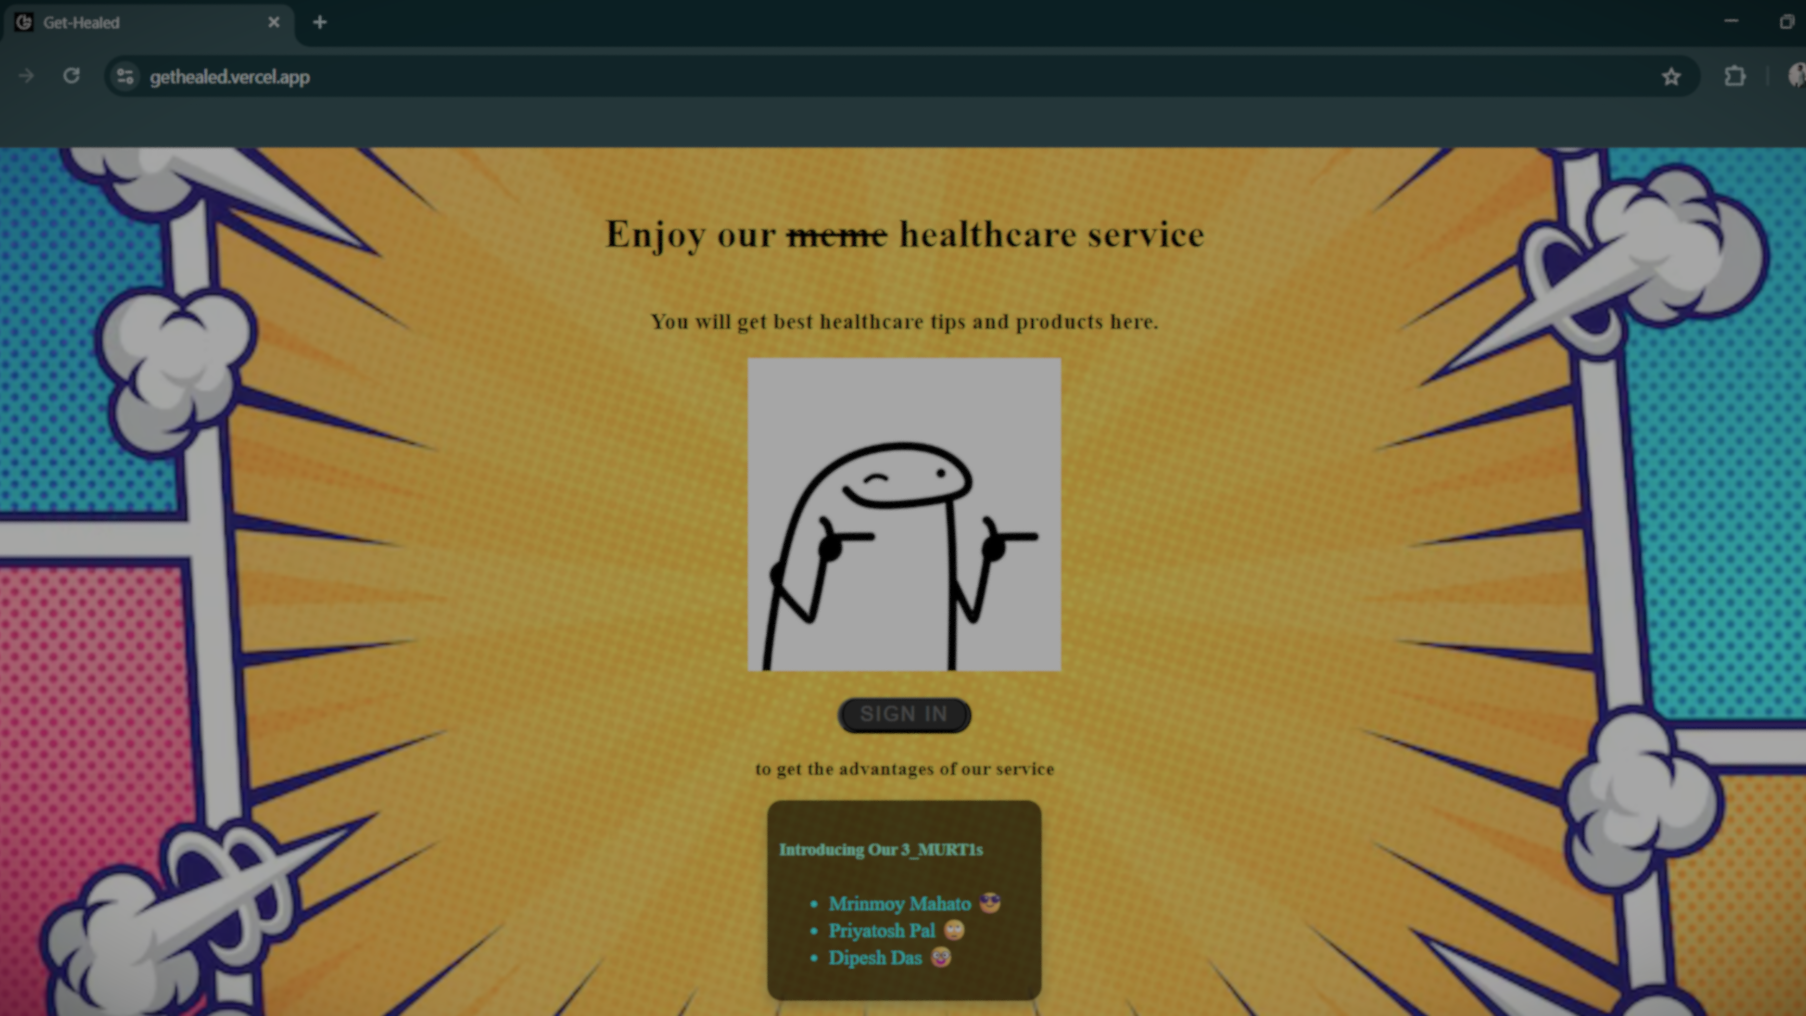 Get-Healed
gethealed.vercel.app
Enjoy our meme healthcare service
You will get best healthcare tips and products here.
SIGN IN
to get the advantages of our service
Introducing Our 3_MURT1s
• Mrinmoy Mahato 😎
• Priyatosh Pal 🙄
• Dipesh Das 🤡